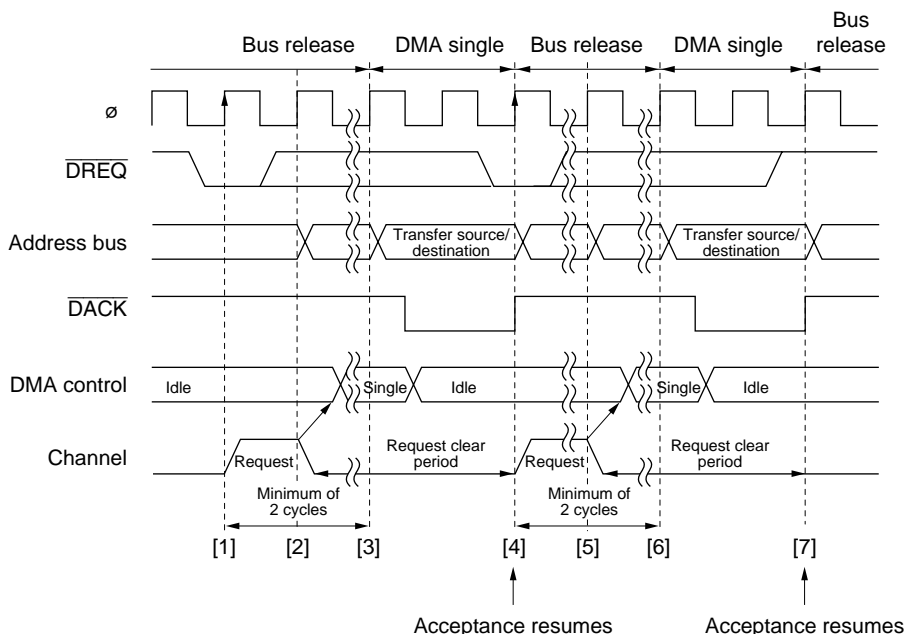 Bus release DMA single Bus release DMA single Bus
release
ø
DREQ
Address bus Transfer source/
destination Transfer source/
destination
DACK
DMA control Idle Single Idle Single Idle
Channel Request Request clear
period Request Request clear
period
Minimum of
2 cycles Minimum of
2 cycles
[1] [2] [3] [4] [5] [6] [7]
Acceptance resumes Acceptance resumes